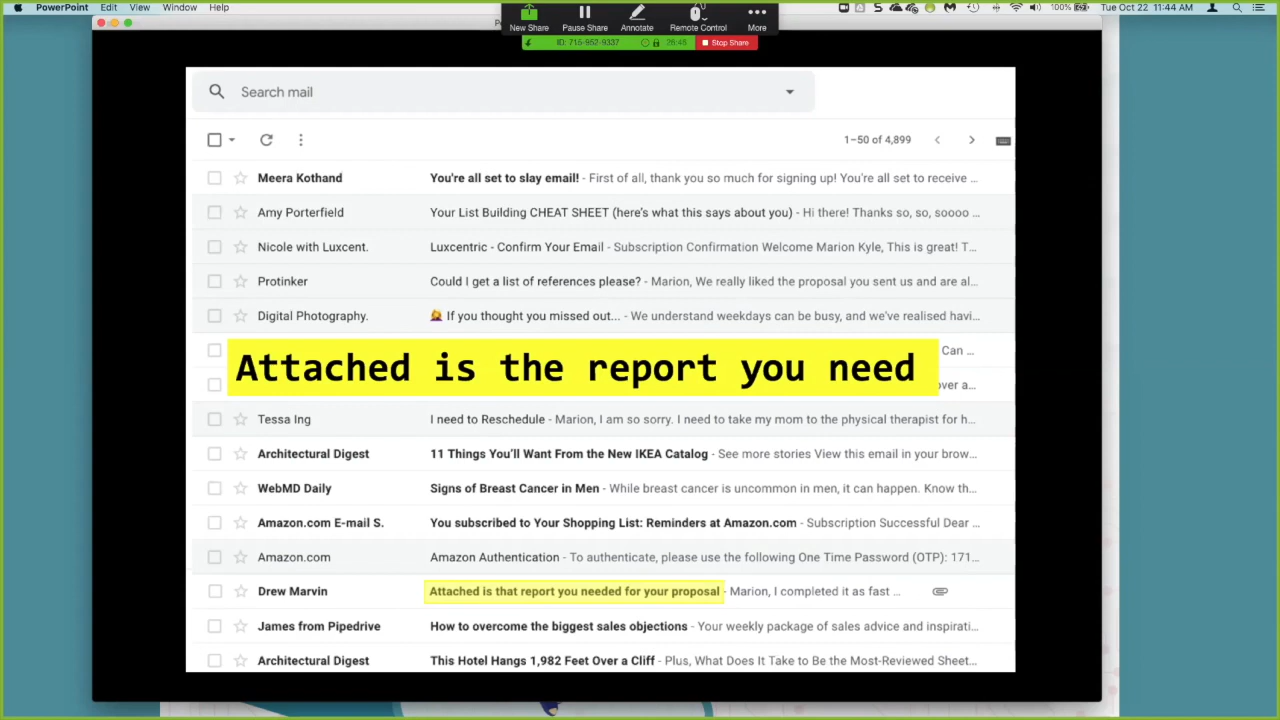 PowerPoint Edit View Window Help
100% Tue Oct 22 11:44 AM
New Share Pause Share Annotate Remote Control More
ID: 715-952-9337 26:45 Stop Share
Search mail
1–50 of 4,899
Meera Kothand You're all set to slay email! - First of all, thank you so much for signing up! You're all set to receive ...
Amy Porterfield Your List Building CHEAT SHEET (here's what this says about you) - Hi there! Thanks so, so, soooo ...
Nicole with Luxcent. Luxcentric - Confirm Your Email - Subscription Confirmation Welcome Marion Kyle, This is great! T...
Protinker Could I get a list of references please? - Marion, We really liked the proposal you sent us and are al...
Digital Photography. If you thought you missed out... - We understand weekdays can be busy, and we've realised havi...
Can ...
Attached is the report you need
over a...
Tessa Ing I need to Reschedule - Marion, I am so sorry. I need to take my mom to the physical therapist for h...
Architectural Digest 11 Things You'll Want From the New IKEA Catalog - See more stories View this email in your brow...
WebMD Daily Signs of Breast Cancer in Men - While breast cancer is uncommon in men, it can happen. Know th...
Amazon.com E-mail S. You subscribed to Your Shopping List: Reminders at Amazon.com - Subscription Successful Dear ...
Amazon.com Amazon Authentication - To authenticate, please use the following One Time Password (OTP): 171...
Drew Marvin Attached is that report you needed for your proposal - Marion, I completed it as fast ...
James from Pipedrive How to overcome the biggest sales objections - Your weekly package of sales advice and inspirati...
Architectural Digest This Hotel Hangs 1,982 Feet Over a Cliff - Plus, What Does It Take to Be the Most-Reviewed Sheet...